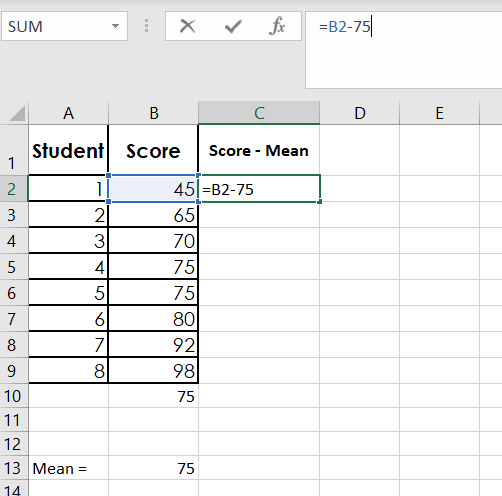 SUM fx =B2-75
A B C D E
1 Student Score Score - Mean
2 1 45 =B2-75
3 2 65
4 3 70
5 4 75
6 5 75
7 6 80
8 7 92
9 8 98
10 75
11
12
13 Mean = 75
14